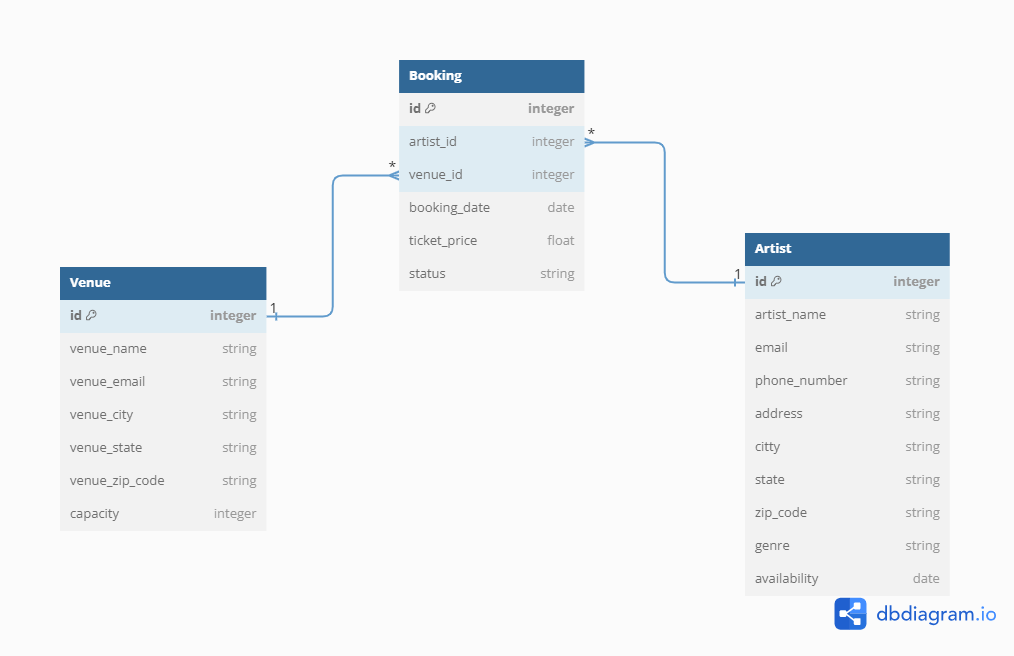 Booking
id integer
artist_id integer
*
venue_id integer
*
booking_date date
ticket_price float
status string
Venue
id integer
1
venue_name string
venue_email string
venue_city string
venue_state string
venue_zip_code string
capacity integer
Artist
1
id integer
artist_name string
email string
phone_number string
address string
citty string
state string
zip_code string
genre string
availability date
dbdiagram.io